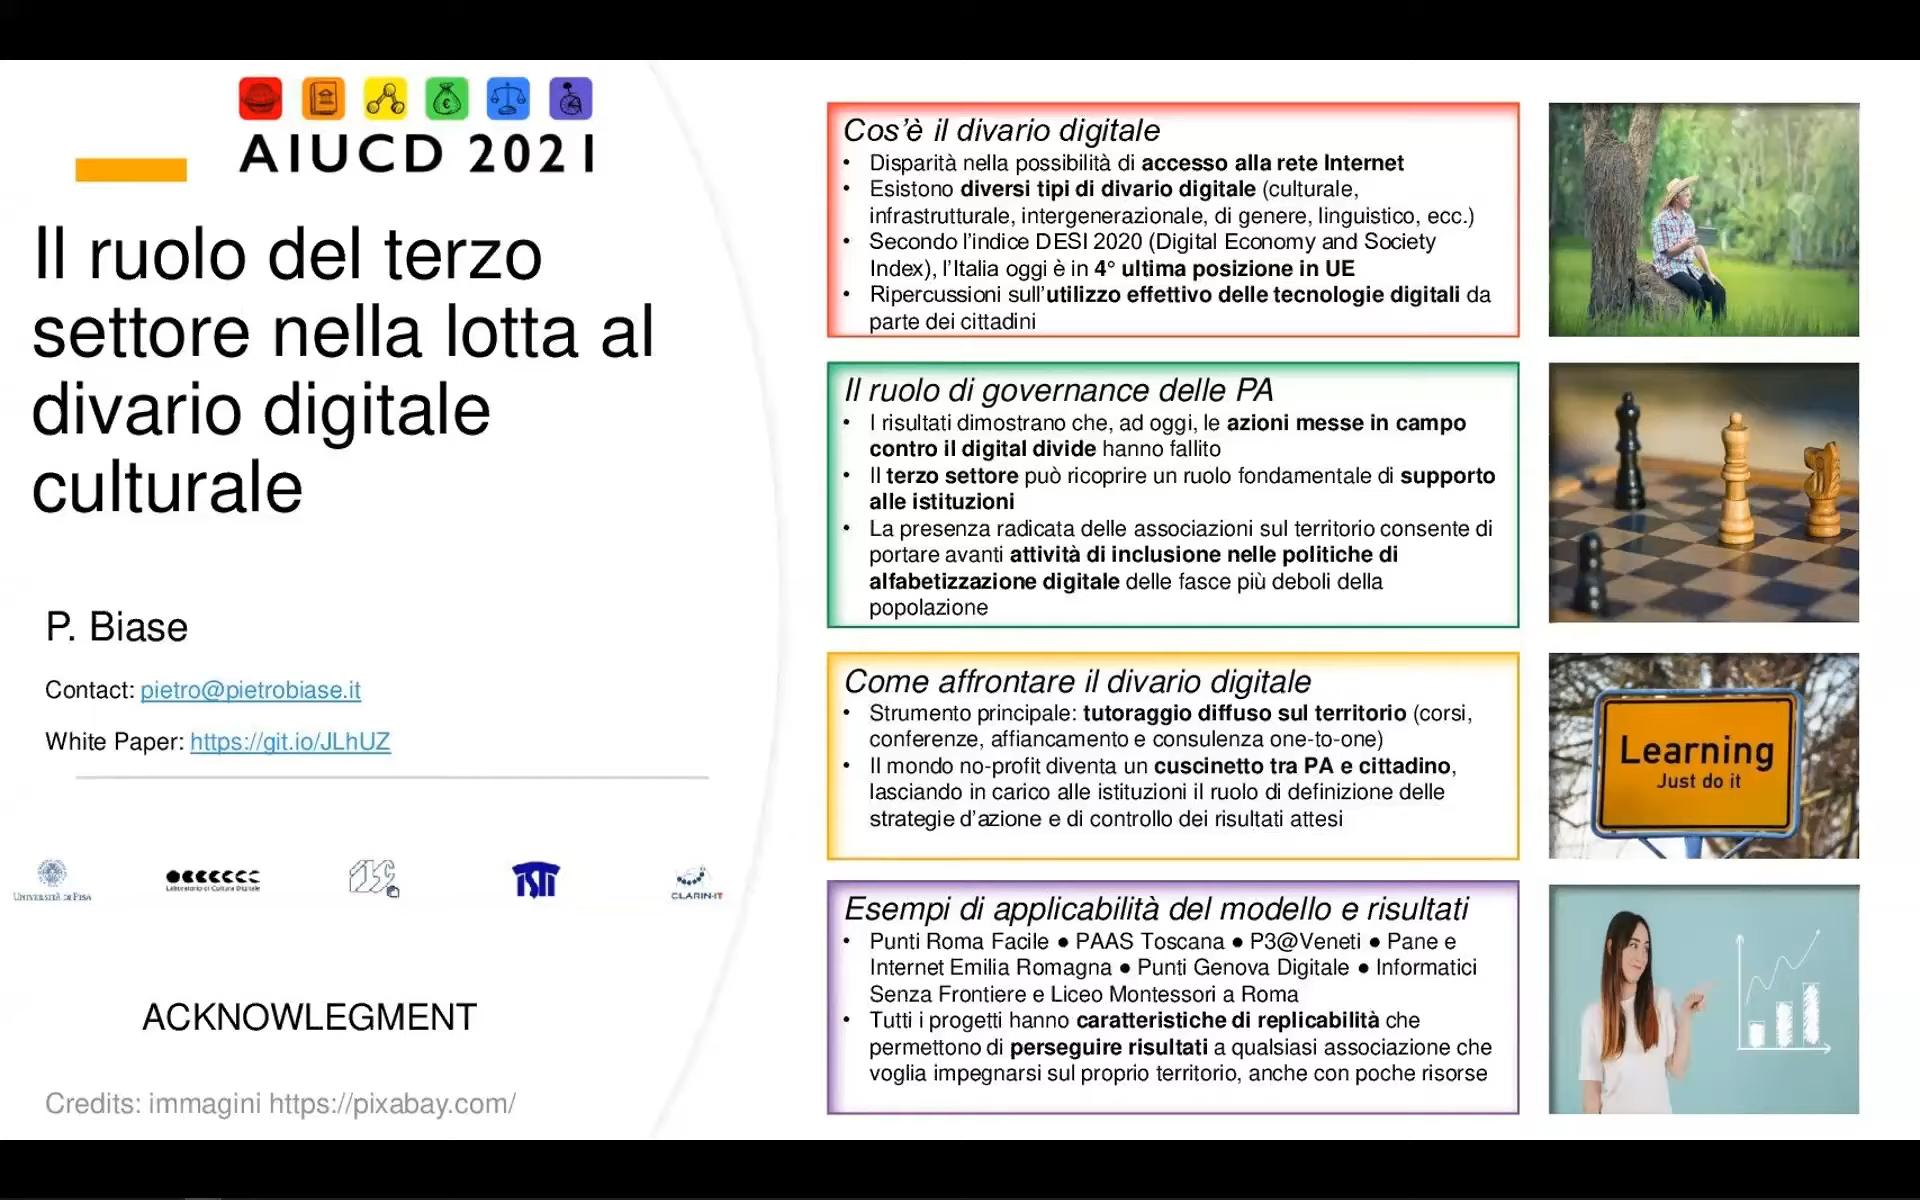 AIUCD 2021
Il ruolo del terzo
settore nella lotta al
divario digitale
culturale
P. Biase
Contact: pietro@pietrobiase.it
White Paper: https://git.io/JLhUZ
UNIVERSITÀ DI PISA
Laboratorio di Cultura Digitale
ISTI
CLARIN-IT
ACKNOWLEGMENT
Credits: immagini https://pixabay.com/
Cos'è il divario digitale
• Disparità nella possibilità di accesso alla rete Internet
• Esistono diversi tipi di divario digitale (culturale,
infrastrutturale, intergenerazionale, di genere, linguistico, ecc.)
• Secondo l'indice DESI 2020 (Digital Economy and Society
Index), l'Italia oggi è in 4° ultima posizione in UE
• Ripercussioni sull'utilizzo effettivo delle tecnologie digitali da
parte dei cittadini
Il ruolo di governance delle PA
• I risultati dimostrano che, ad oggi, le azioni messe in campo
contro il digital divide hanno fallito
• Il terzo settore può ricoprire un ruolo fondamentale di supporto
alle istituzioni
• La presenza radicata delle associazioni sul territorio consente di
portare avanti attività di inclusione nelle politiche di
alfabetizzazione digitale delle fasce più deboli della
popolazione
Come affrontare il divario digitale
• Strumento principale: tutoraggio diffuso sul territorio (corsi,
conferenze, affiancamento e consulenza one-to-one)
• Il mondo no-profit diventa un cuscinetto tra PA e cittadino,
lasciando in carico alle istituzioni il ruolo di definizione delle
strategie d'azione e di controllo dei risultati attesi
Learning
Just do it
Esempi di applicabilità del modello e risultati
• Punti Roma Facile ● PAAS Toscana ● P3@Veneti ● Pane e
Internet Emilia Romagna ● Punti Genova Digitale ● Informatici
Senza Frontiere e Liceo Montessori a Roma
• Tutti i progetti hanno caratteristiche di replicabilità che
permettono di perseguire risultati a qualsiasi associazione che
voglia impegnarsi sul proprio territorio, anche con poche risorse